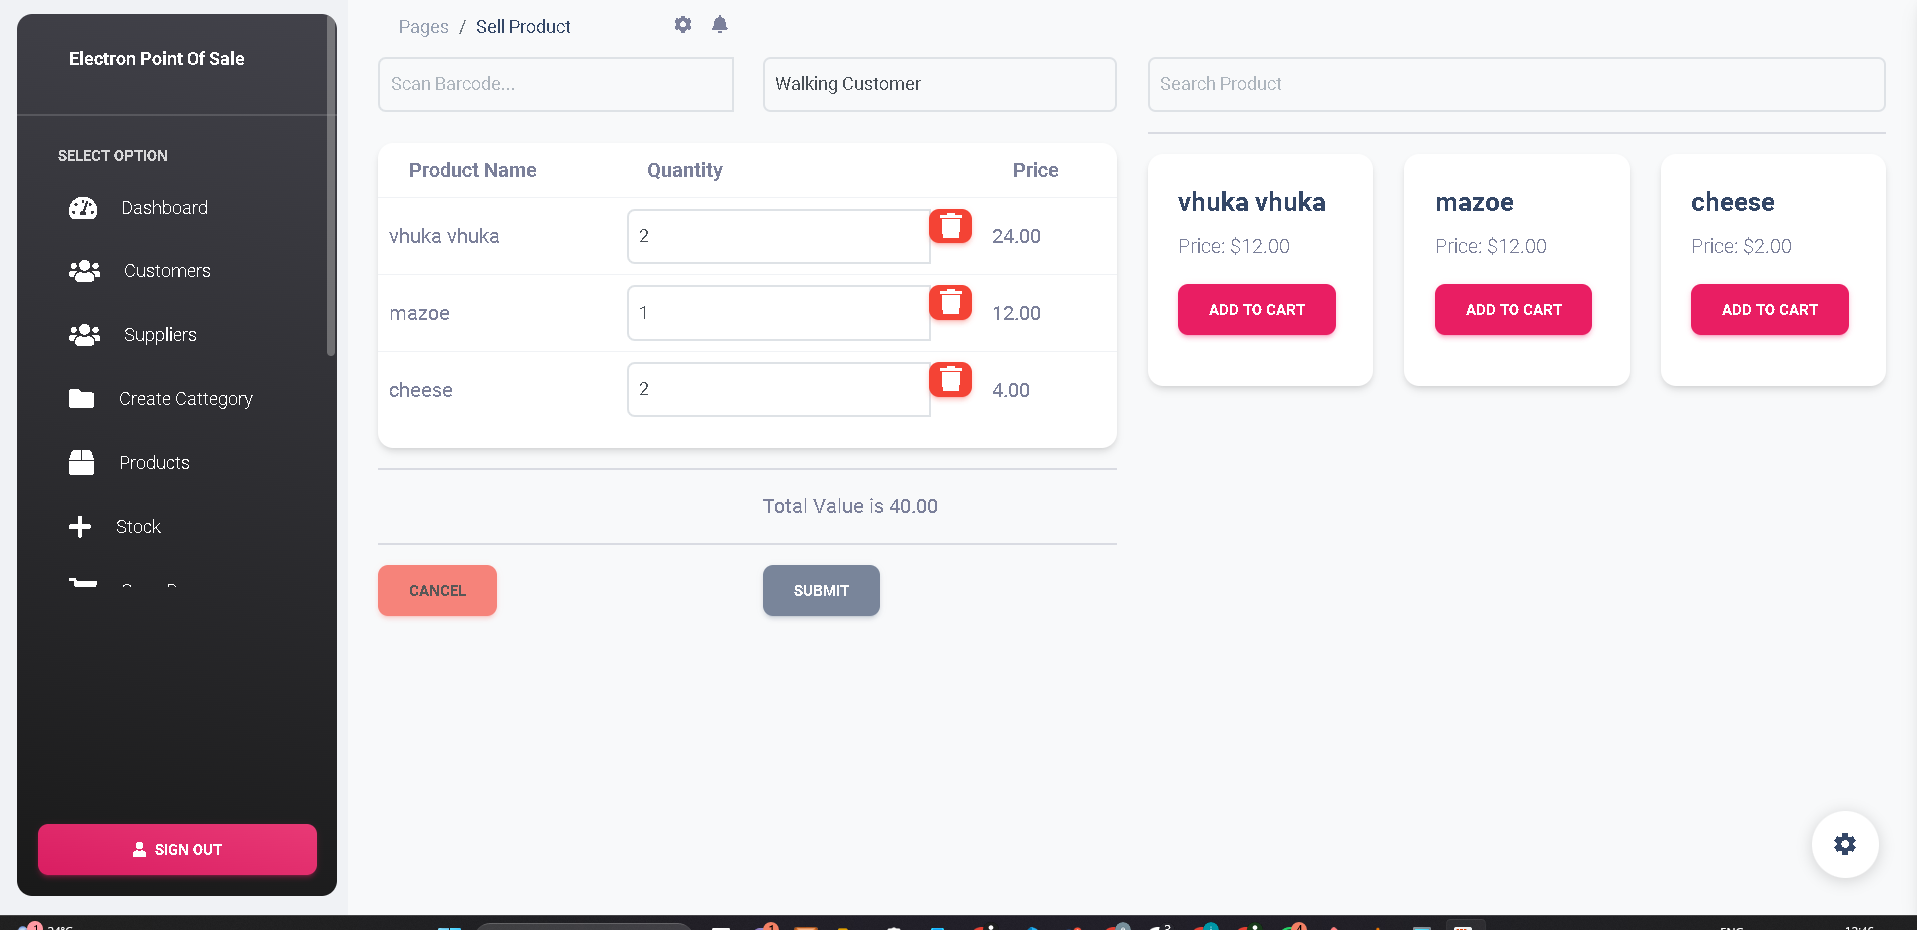 Electron Point Of Sale
SELECT OPTION
Dashboard
Customers
Suppliers
Create Cattegory
Products
Stock
SIGN OUT
Pages / Sell Product
Scan Barcode...
Walking Customer
Search Product
Product Name Quantity Price
vhuka vhuka 2 24.00
mazoe 1 12.00
cheese 2 4.00
Total Value is 40.00
CANCEL SUBMIT
vhuka vhuka
Price: $12.00
ADD TO CART
mazoe
Price: $12.00
ADD TO CART
cheese
Price: $2.00
ADD TO CART